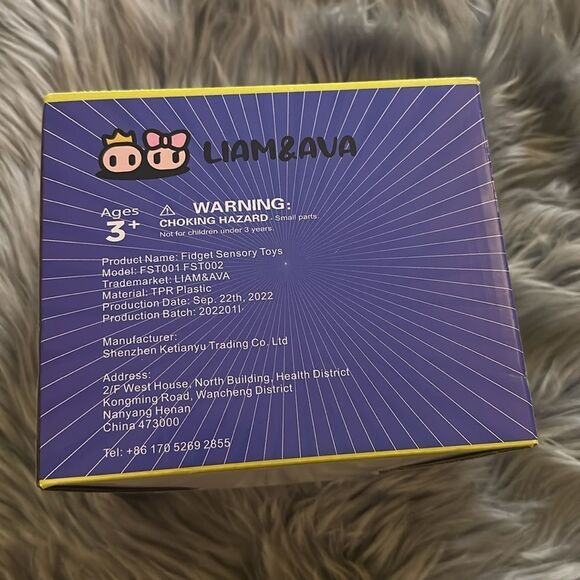 LIAM&AVA
Ages
3+
WARNING:
CHOKING HAZARD - Small parts.
Not for children under 3 years.
Product Name: Fidget Sensory Toys
Model: FST001 FST002
Trademark: LIAM&AVA
Material: TPR Plastic
Production Date: Sep. 22th, 2022
Production Batch: 2022011
Manufacturer:
Shenzhen Ketianyu Trading Co. Ltd
Address:
2/F West House, North Building, Health District
Kongming Road, Wancheng District
Nanyang Henan
China 473000
Tel: +86 170 5269 2855